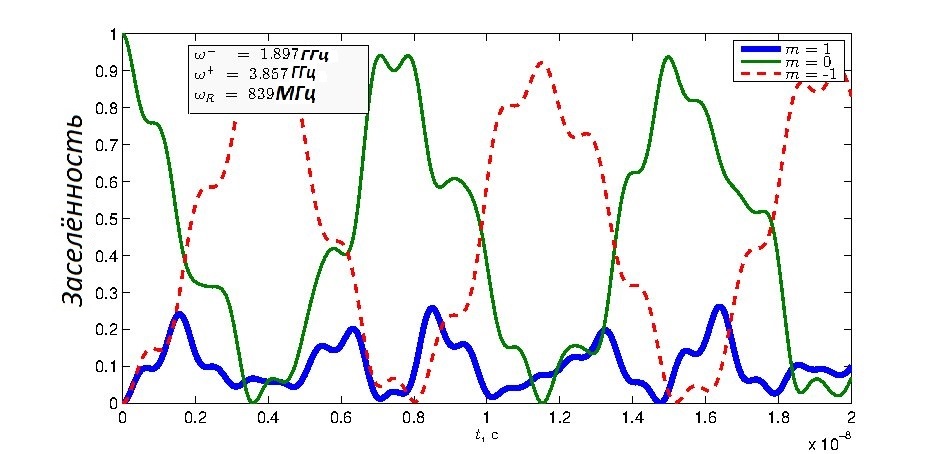 ω⁻ = 1.897 ГГц
ω⁺ = 3.857 ГГц
ω_R = 839 МГц
m = 1
m = 0
m = -1
Заселённость
1
0.9
0.8
0.7
0.6
0.5
0.4
0.3
0.2
0.1
0
0 0.2 0.4 0.6 0.8 1 1.2 1.4 1.6 1.8 2
t, с
x 10⁻⁸